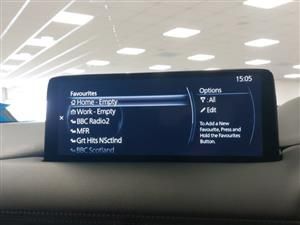 15:05
Favourites
Home - Empty
Work - Empty
BBC Radio2
MFR
Grt Hits NSctlnd
BBC Scotland
Options
: All
Edit
To Add a New
Favourite, Press and
Hold the Favourites
Button.